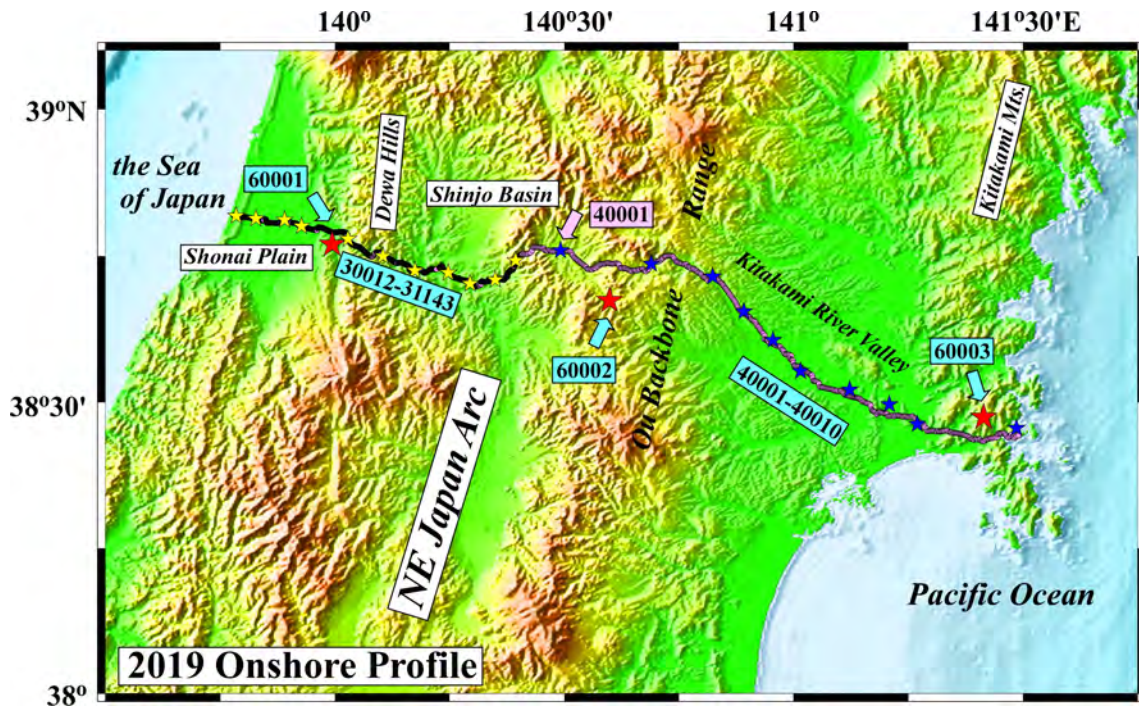 140º
140º30'
141º
141º30'E
39ºN
38º30'
38º
the Sea
of Japan
60001
Dewa Hills
Shinjo Basin
40001
Range
Kitakami Mts.
Shonai Plain
30012-31143
60002
Ou Backbone
Kitakami River Valley
60003
40001-40010
NE Japan Arc
Pacific Ocean
2019 Onshore Profile